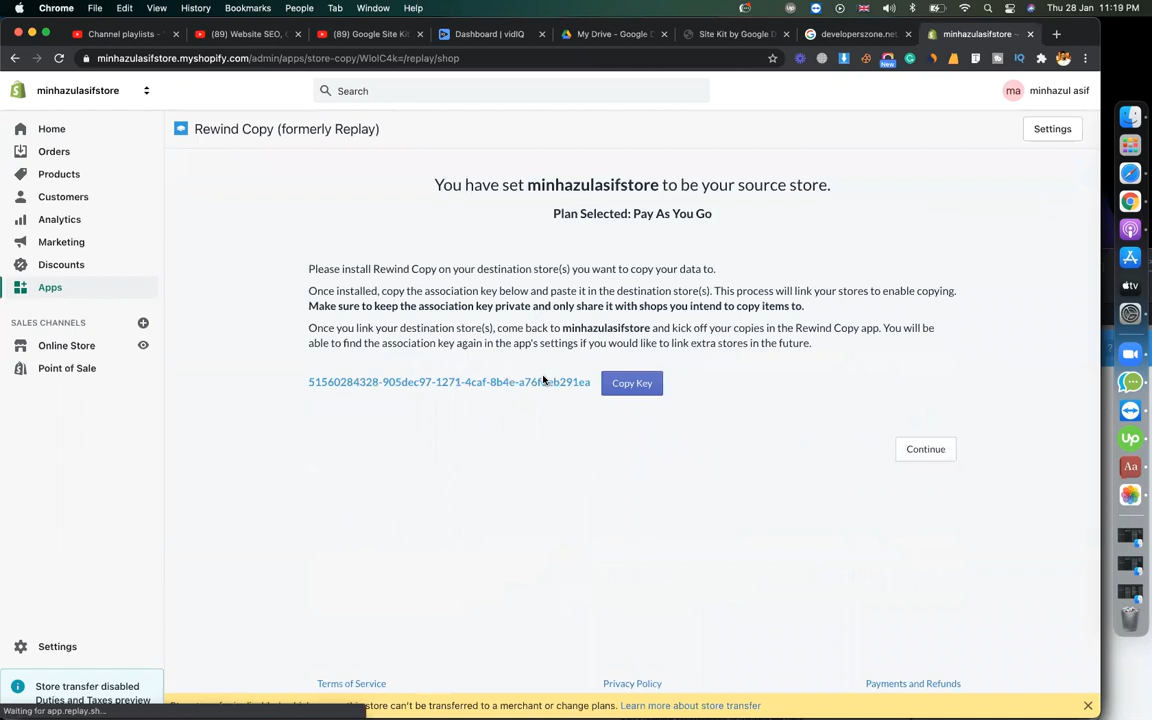 Chrome File Edit View History Bookmarks People Tab Window Help Thu 28 Jan 11:19 PM
Channel playlists - (89) Website SEO, (89) Google Site Ki Dashboard | vidIQ My Drive - Google D Site Kit by Google D developerszone.net minhazulasifstore ~
minhazulasifstore.myshopify.com/admin/apps/store-copy/WloIC4k=/replay/shop
New
minhazulasifstore
Search
ma minhazul asif
Home
Orders
Products
Customers
Analytics
Marketing
Discounts
Apps
SALES CHANNELS
Online Store
Point of Sale
Settings
Store transfer disabled
Duties and Taxes preview
Waiting for app.replay.sh...
Rewind Copy (formerly Replay)
Settings
You have set minhazulasifstore to be your source store.
Plan Selected: Pay As You Go
Please install Rewind Copy on your destination store(s) you want to copy your data to.
Once installed, copy the association key below and paste it in the destination store(s). This process will link your stores to enable copying.
Make sure to keep the association key private and only share it with shops you intend to copy items to.
Once you link your destination store(s), come back to minhazulasifstore and kick off your copies in the Rewind Copy app. You will be
able to find the association key again in the app's settings if you would like to link extra stores in the future.
Copy Key
Continue
Terms of Service Privacy Policy Payments and Refunds
store can't be transferred to a merchant or change plans. Learn more about store transfer
up
Aa
tv